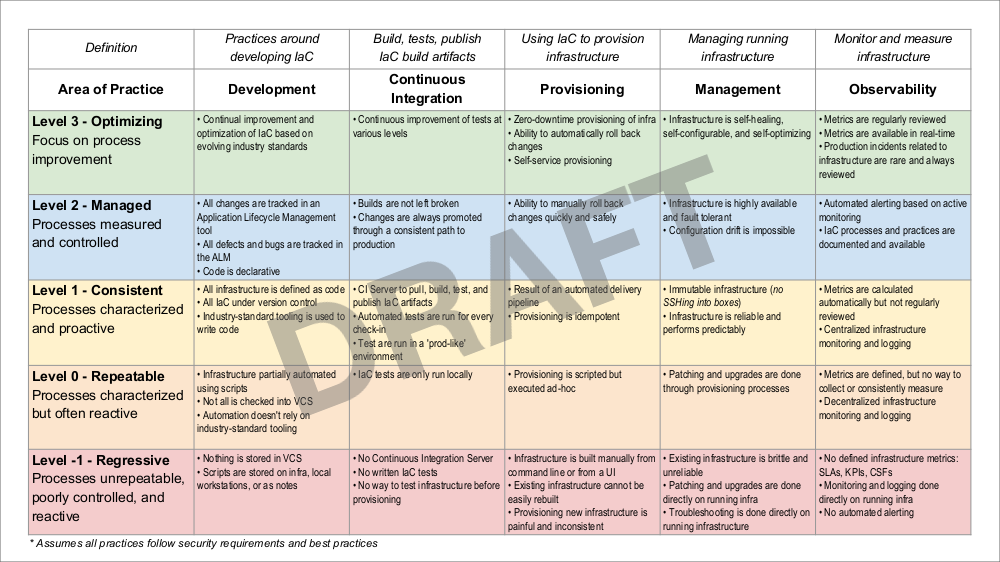 Definition
Practices around
developing IaC
Build, tests, publish
IaC build artifacts
Using IaC to provision
infrastructure
Managing running
infrastructure
Monitor and measure
infrastructure
Area of Practice
Development
Continuous
Integration
Provisioning
Management
Observability
Level 3 - Optimizing
Focus on process
improvement
• Continual improvement and
optimization of IaC based on
evolving industry standards
• Continuous improvement of tests at
various levels
• Zero-downtime provisioning of infra
• Ability to automatically roll back
changes
• Self-service provisioning
• Infrastructure is self-healing,
self-configurable, and self-optimizing
• Metrics are regularly reviewed
• Metrics are available in real-time
• Production incidents related to
infrastructure are rare and always
reviewed
Level 2 - Managed
Processes measured
and controlled
• All changes are tracked in an
Application Lifecycle Management
tool
• All defects and bugs are tracked in
the ALM
• Code is declarative
• Builds are not left broken
• Changes are always promoted
through a consistent path to
production
• Ability to manually roll back
changes quickly and safely
• Infrastructure is highly available
and fault tolerant
• Configuration drift is impossible
• Automated alerting based on active
monitoring
• IaC processes and practices are
documented and available
Level 1 - Consistent
Processes characterized
and proactive
• All infrastructure is defined as code
• All IaC under version control
• Industry-standard tooling is used to
write code
• CI Server to pull, build, test, and
publish IaC artifacts
• Automated tests are run for every
check-in
• Test are run in a 'prod-like'
environment
• Result of an automated delivery
pipeline
• Provisioning is idempotent
• Immutable infrastructure (no
SSHing into boxes)
• Infrastructure is reliable and
performs predictably
• Metrics are calculated
automatically but not regularly
reviewed
• Centralized infrastructure
monitoring and logging
Level 0 - Repeatable
Processes characterized
but often reactive
• Infrastructure partially automated
using scripts
• Not all is checked into VCS
• Automation doesn't rely on
industry-standard tooling
• IaC tests are only run locally
• Provisioning is scripted but
executed ad-hoc
• Patching and upgrades are done
through provisioning processes
• Metrics are defined, but no way to
collect or consistently measure
• Decentralized infrastructure
monitoring and logging
Level -1 - Regressive
Processes unrepeatable,
poorly controlled, and
reactive
• Nothing is stored in VCS
• Scripts are stored on infra, local
workstations, or as notes
• No Continuous Integration Server
• No written IaC tests
• No way to test infrastructure before
provisioning
• Infrastructure is built manually from
command line or from a UI
• Existing infrastructure cannot be
easily rebuilt
• Provisioning new infrastructure is
painful and inconsistent
• Existing infrastructure is brittle and
unreliable
• Patching and upgrades are done
directly on running infra
• Troubleshooting is done directly on
running infrastructure
• No defined infrastructure metrics:
SLAs, KPIs, CSFs
• Monitoring and logging done
directly on running infra
• No automated alerting
* Assumes all practices follow security requirements and best practices
DRAFT